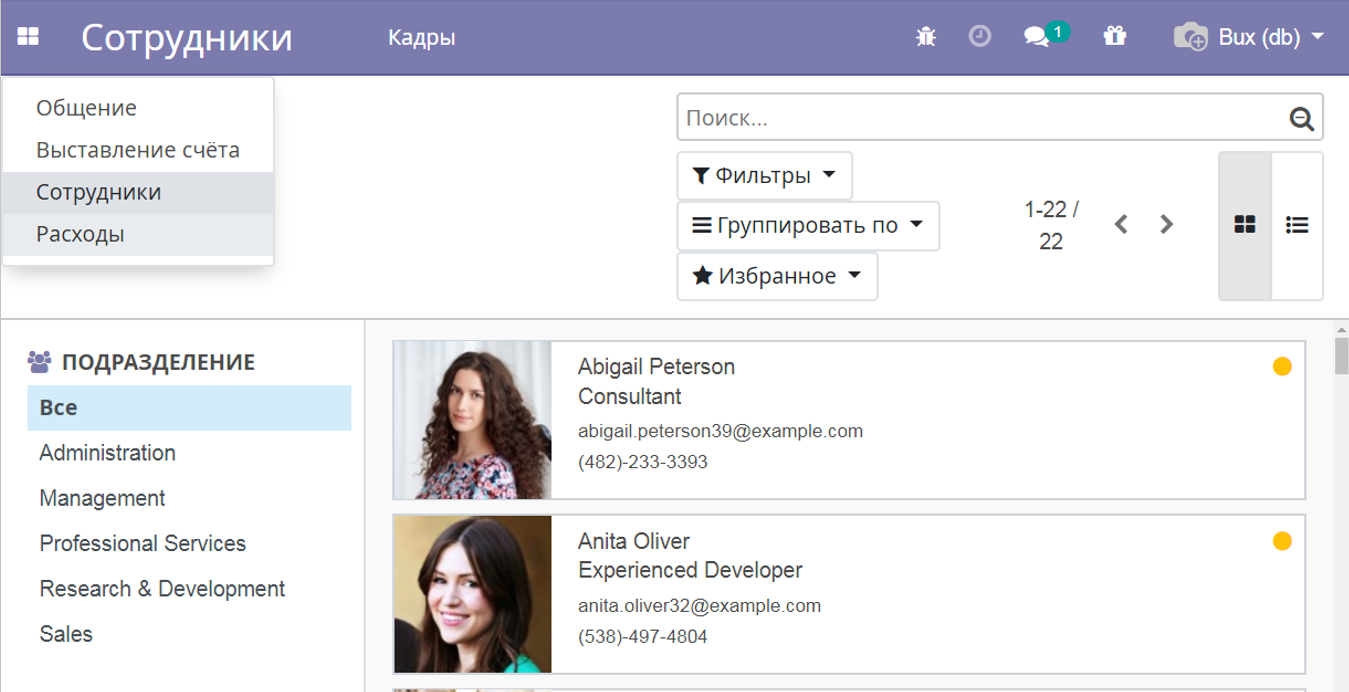 Сотрудники
Кадры
1
Bux (db)
Общение
Выставление счёта
Сотрудники
Расходы
Поиск...
Фильтры
Группировать по
Избранное
1-22 /
22
ПОДРАЗДЕЛЕНИЕ
Все
Administration
Management
Professional Services
Research & Development
Sales
Abigail Peterson
Consultant
abigail.peterson39@example.com
(482)-233-3393
Anita Oliver
Experienced Developer
anita.oliver32@example.com
(538)-497-4804